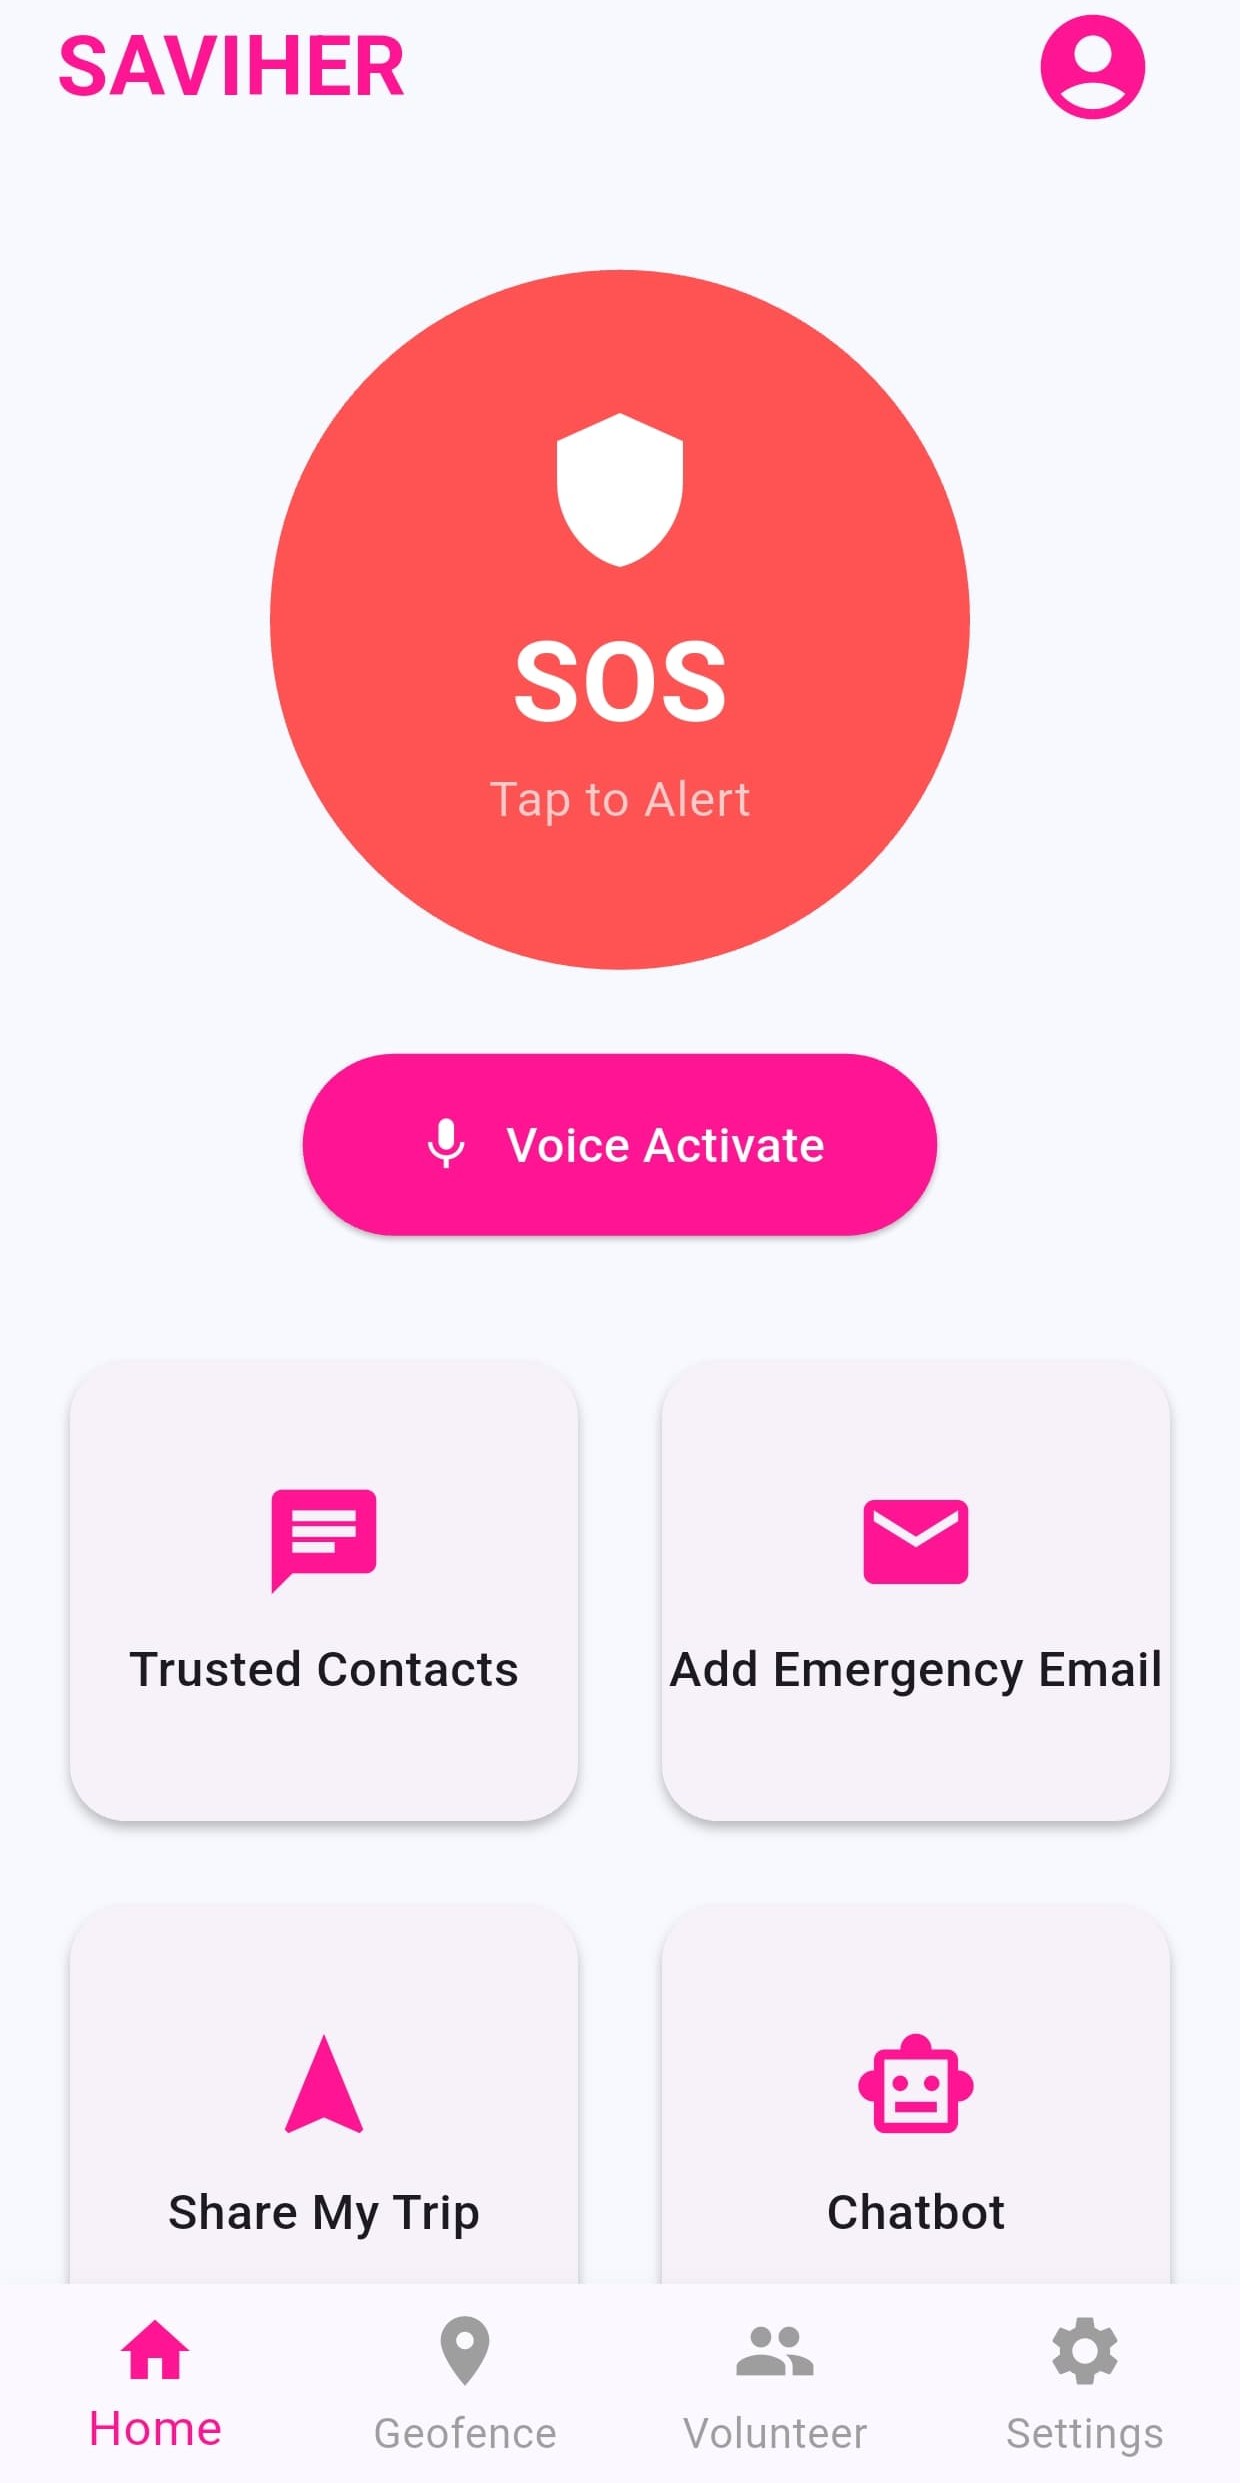 SAVIHER
SOS
Tap to Alert
Voice Activate
Trusted Contacts
Add Emergency Email
Share My Trip
Chatbot
Home
Geofence
Volunteer
Settings